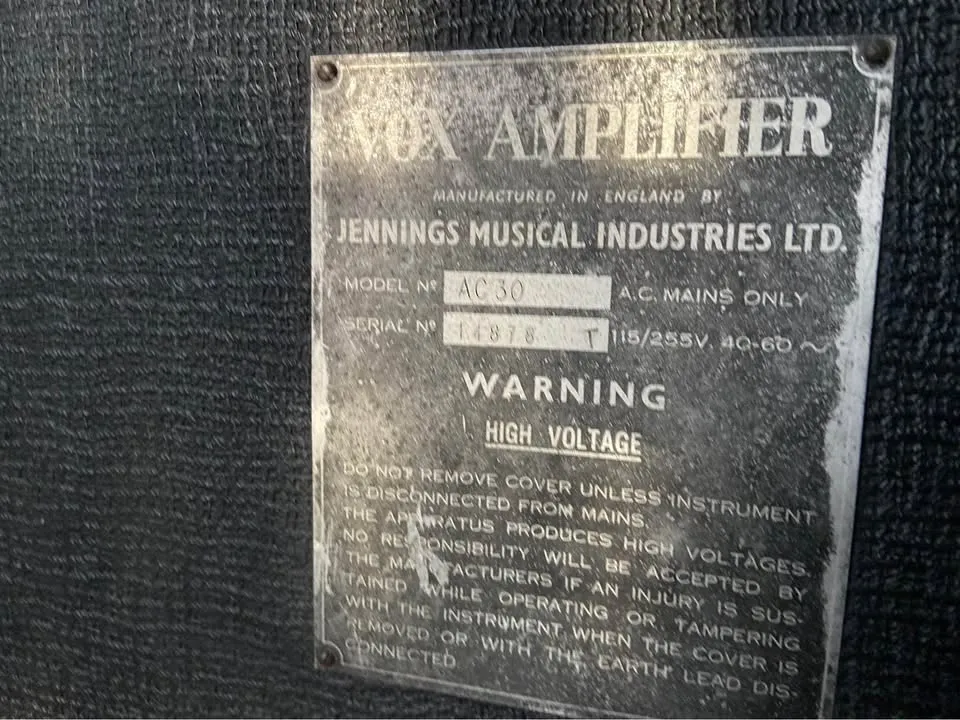 VOX AMPLIFIER
MANUFACTURED IN ENGLAND BY
JENNINGS MUSICAL INDUSTRIES LTD.
MODEL Nº AC30 A.C. MAINS ONLY
SERIAL Nº 14878 T 115/255V. 40-60 ~
WARNING
HIGH VOLTAGE
DO NOT REMOVE COVER UNLESS INSTRUMENT
IS DISCONNECTED FROM MAINS.
THE APPARATUS PRODUCES HIGH VOLTAGES.
NO RESPONSIBILITY WILL BE ACCEPTED BY
THE MANUFACTURERS IF AN INJURY IS SUS-
TAINED WHILE OPERATING OR TAMPERING
WITH THE INSTRUMENT WHEN THE COVER IS
REMOVED OR WITH THE EARTH LEAD DIS-
CONNECTED